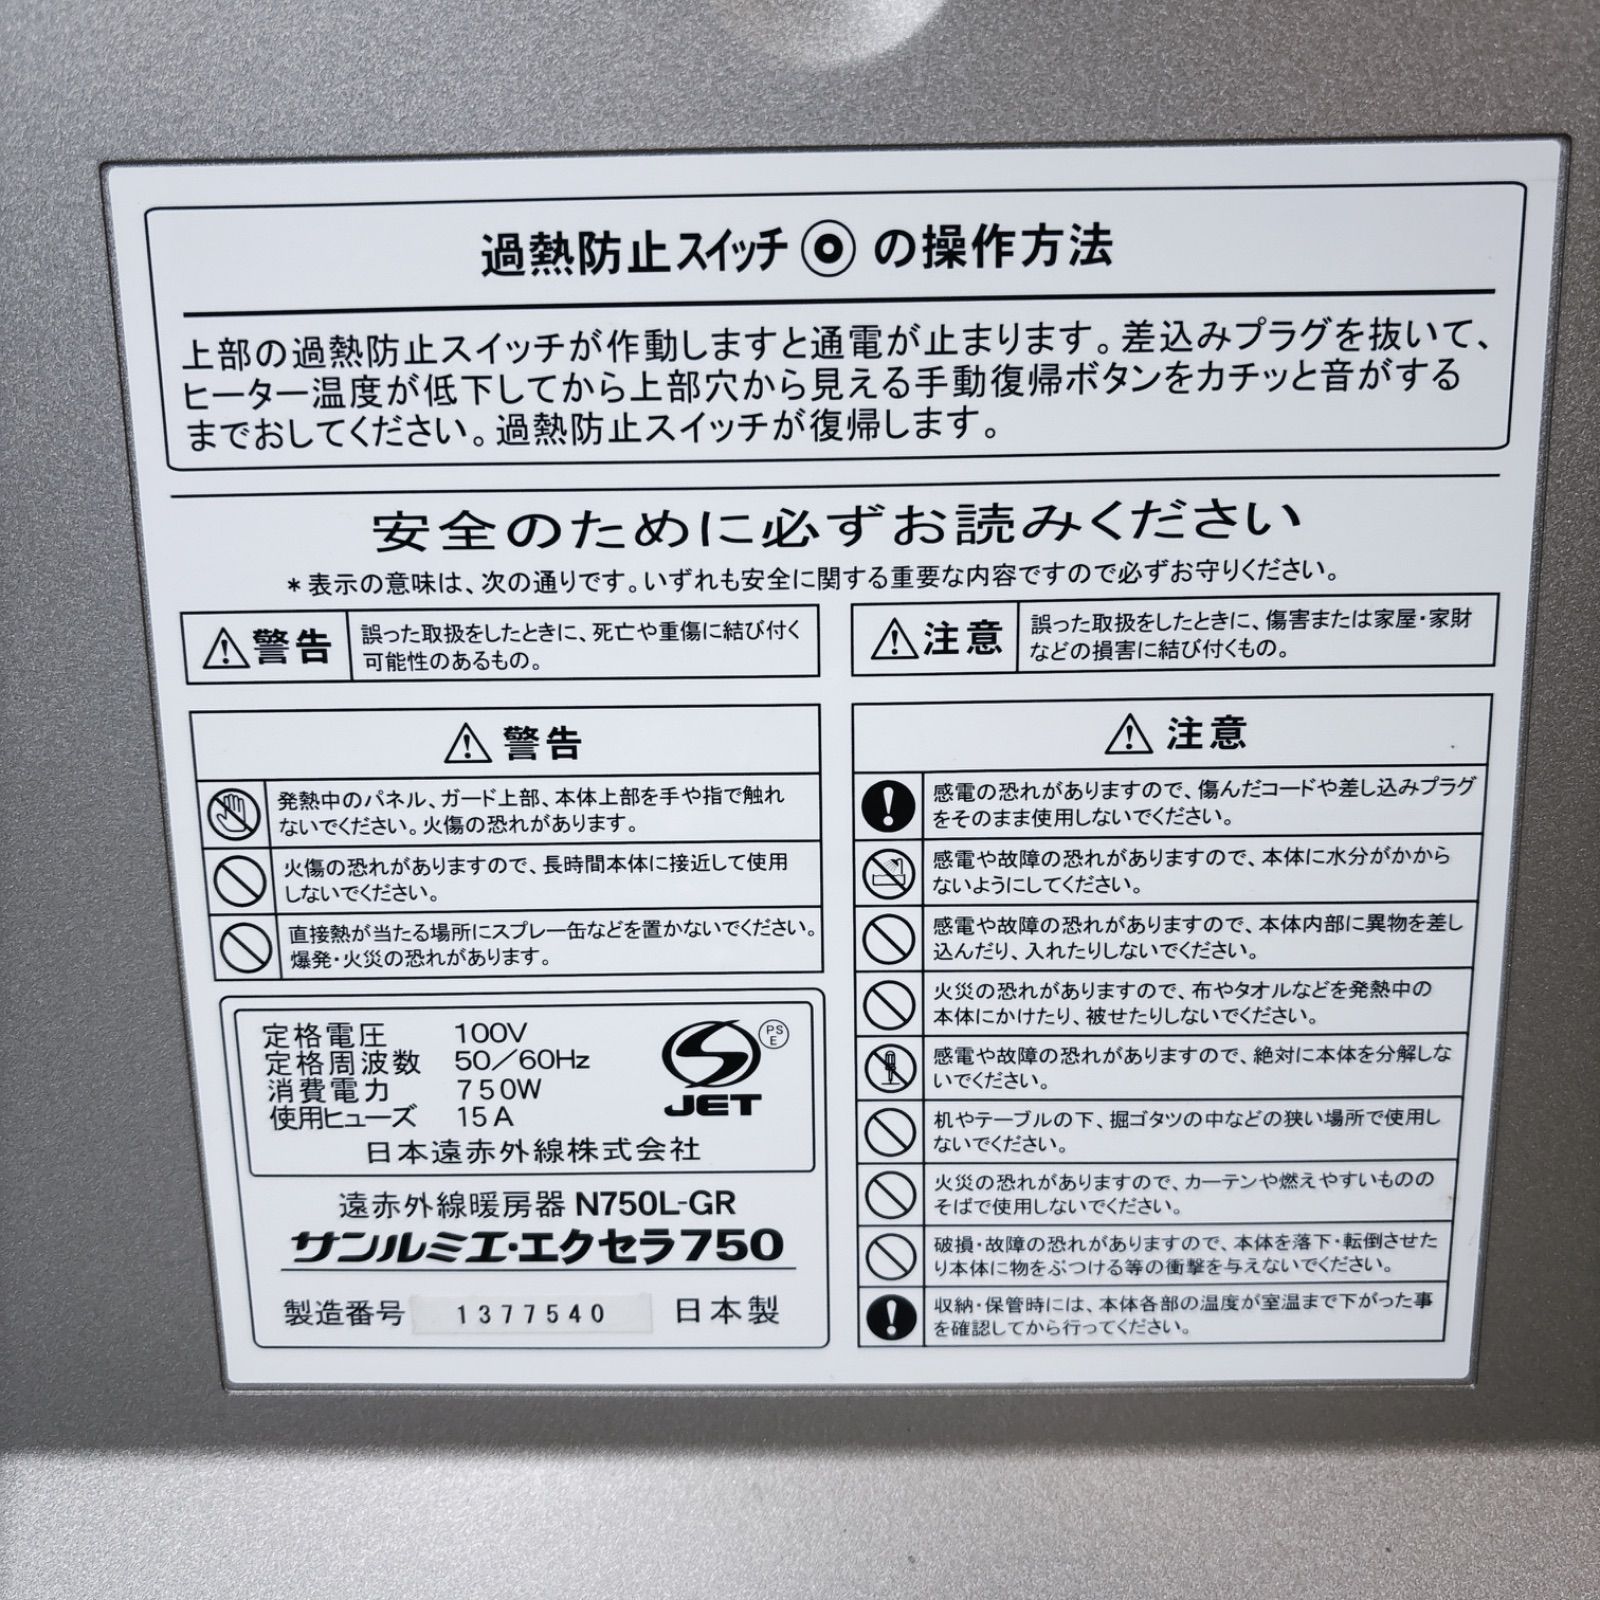 過熱防止スイッチ◎の操作方法
上部の過熱防止スイッチが作動しますと通電が止まります。差込みプラグを抜いて、
ヒーター温度が低下してから上部穴から見える手動復帰ボタンをカチッと音がする
までおしてください。過熱防止スイッチが復帰します。
安全のために必ずお読みください
*表示の意味は、次の通りです。いずれも安全に関する重要な内容ですので必ずお守りください。
警告
誤った取扱をしたときに、死亡や重傷に結び付く
可能性のあるもの。
注意
誤った取扱をしたときに、傷害または家屋・家財
などの損害に結び付くもの。
警告
発熱中のパネル、ガード上部、本体上部を手や指で触れ
ないでください。火傷の恐れがあります。
火傷の恐れがありますので、長時間本体に接近して使用
しないでください。
直接熱が当たる場所にスプレー缶などを置かないでください。
爆発・火災の恐れがあります。
定格電圧 100V
定格周波数 50/60Hz
消費電力 750W
使用ヒューズ 15A
PS
E
JET
日本遠赤外線株式会社
遠赤外線暖房器 N750L-GR
サンルミエ・エクセラ750
製造番号 1377540 日本製
注意
感電の恐れがありますので、傷んだコードや差し込みプラグ
をそのまま使用しないでください。
感電や故障の恐れがありますので、本体に水分がかから
ないようにしてください。
感電や故障の恐れがありますので、本体内部に異物を差し
込んだり、入れたりしないでください。
火災の恐れがありますので、布やタオルなどを発熱中の
本体にかけたり、被せたりしないでください。
感電や故障の恐れがありますので、絶対に本体を分解しな
いでください。
机やテーブルの下、掘ゴタツの中などの狭い場所で使用し
ないでください。
火災の恐れがありますので、カーテンや燃えやすいものの
そばで使用しないでください。
破損・故障の恐れがありますので、本体を落下・転倒させた
り本体に物をぶつける等の衝撃を与えないでください。
収納・保管時には、本体各部の温度が室温まで下がった事
を確認してから行ってください。